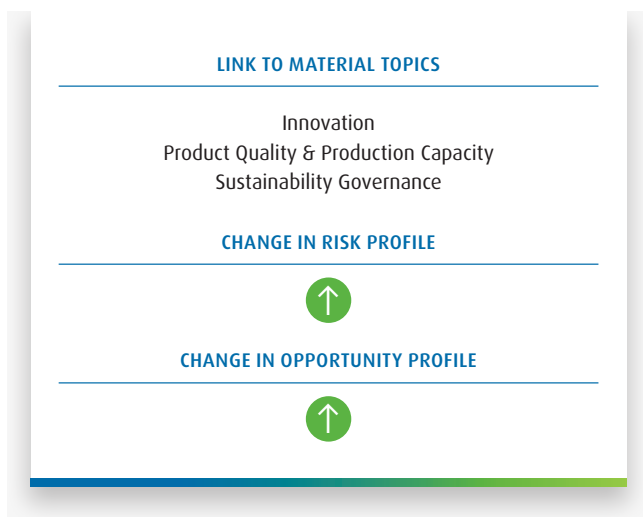 LINK TO MATERIAL TOPICS
Innovation
Product Quality & Production Capacity
Sustainability Governance
CHANGE IN RISK PROFILE
CHANGE IN OPPORTUNITY PROFILE